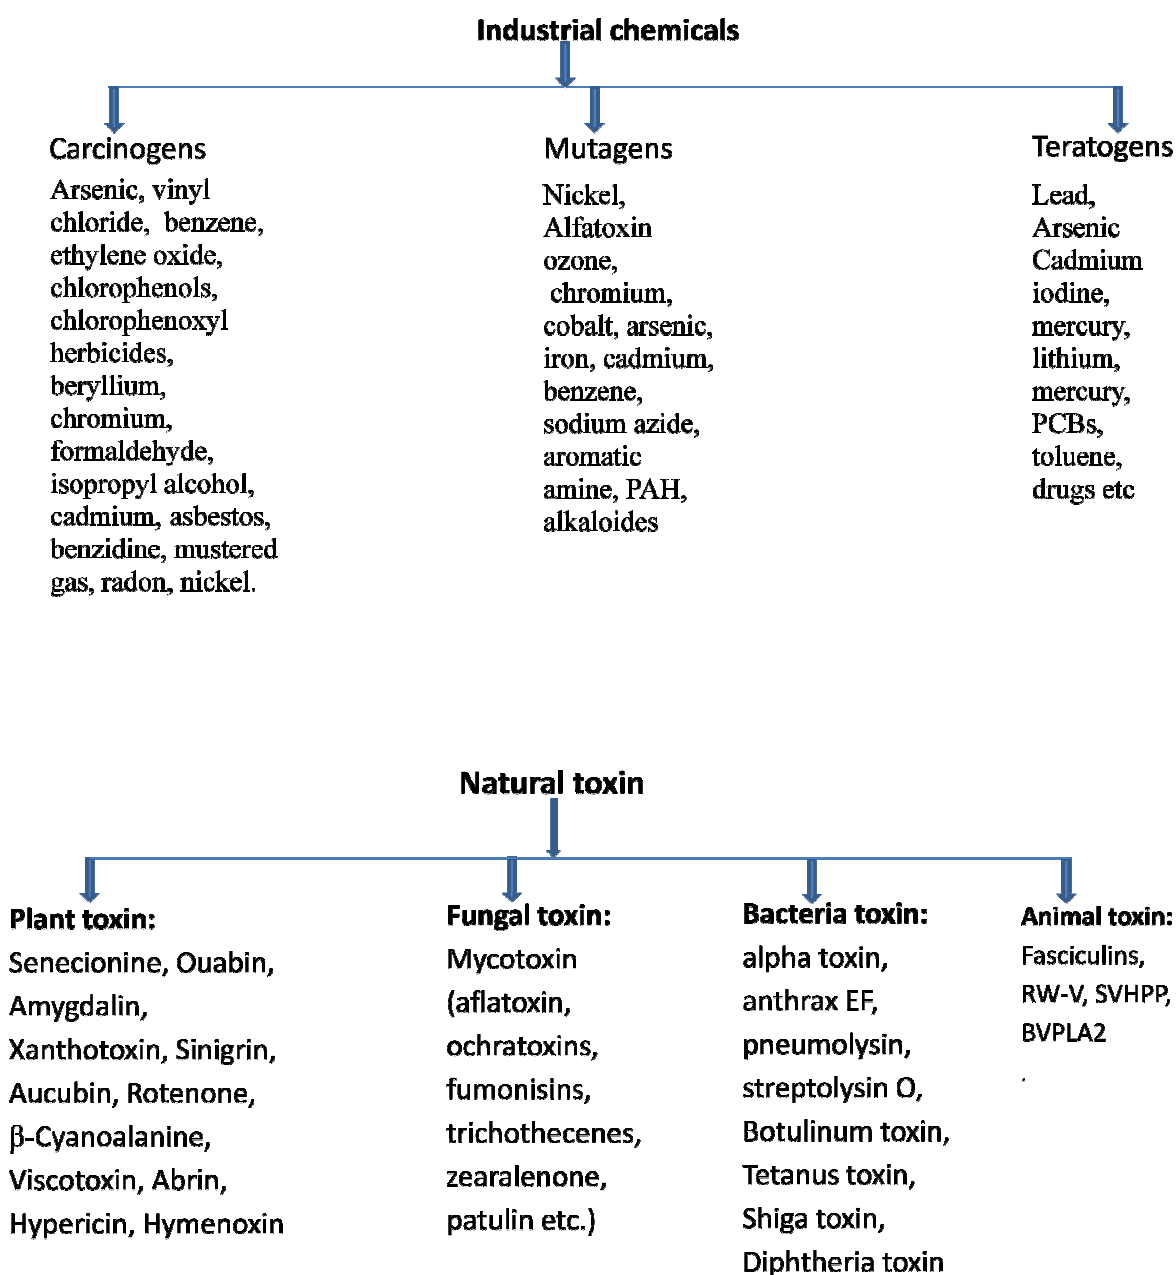 Industrial chemicals
Carcinogens
Arsenic, vinyl
chloride, benzene,
ethylene oxide,
chlorophenols,
chlorophenoxyl
herbicides,
beryllium,
chromium,
formaldehyde,
isopropyl alcohol,
cadmium, asbestos,
benzidine, mustered
gas, radon, nickel.
Mutagens
Nickel,
Alfatoxin
ozone,
chromium,
cobalt, arsenic,
iron, cadmium,
benzene,
sodium azide,
aromatic
amine, PAH,
alkaloides
Teratogens
Lead,
Arsenic
Cadmium
iodine,
mercury,
lithium,
mercury,
PCBs,
toluene,
drugs etc
Natural toxin
Plant toxin:
Senecionine, Ouabin,
Amygdalin,
Xanthotoxin, Sinigrin,
Aucubin, Rotenone,
β-Cyanoalanine,
Viscotoxin, Abrin,
Hypericin, Hymenoxin
Fungal toxin:
Mycotoxin
(aflatoxin,
ochratoxins,
fumonisins,
trichothecenes,
zearalenone,
patulin etc.)
Bacteria toxin:
alpha toxin,
anthrax EF,
pneumolysin,
streptolysin O,
Botulinum toxin,
Tetanus toxin,
Shiga toxin,
Diphtheria toxin
Animal toxin:
Fasciculins,
RW-V, SVHPP,
BVPLA2
.